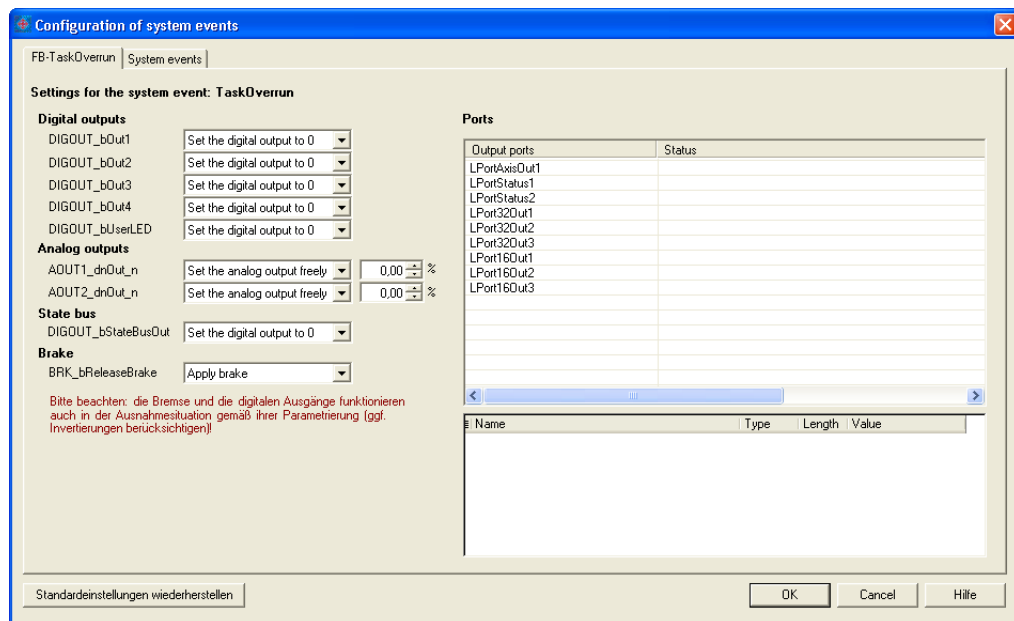 Configuration of system events
FB-TaskOverrun System events
Settings for the system event: TaskOverrun
Digital outputs
DIGOUT_bOut1 Set the digital output to 0
DIGOUT_bOut2 Set the digital output to 0
DIGOUT_bOut3 Set the digital output to 0
DIGOUT_bOut4 Set the digital output to 0
DIGOUT_bUserLED Set the digital output to 0
Analog outputs
AOUT1_dnOut_n Set the analog output freely 0,00 %
AOUT2_dnOut_n Set the analog output freely 0,00 %
State bus
DIGOUT_bStateBusOut Set the digital output to 0
Brake
BRK_bReleaseBrake Apply brake
Bitte beachten: die Bremse und die digitalen Ausgänge funktionieren
auch in der Ausnahmesituation gemäß ihrer Parametrierung (ggf.
Invertierungen berücksichtigen)!
Ports
Output ports Status
LPortAxisOut1
LPortStatus1
LPortStatus2
LPort32Out1
LPort32Out2
LPort32Out3
LPort16Out1
LPort16Out2
LPort16Out3
Name Type Length Value
Standardeinstellungen wiederherstellen OK Cancel Hilfe